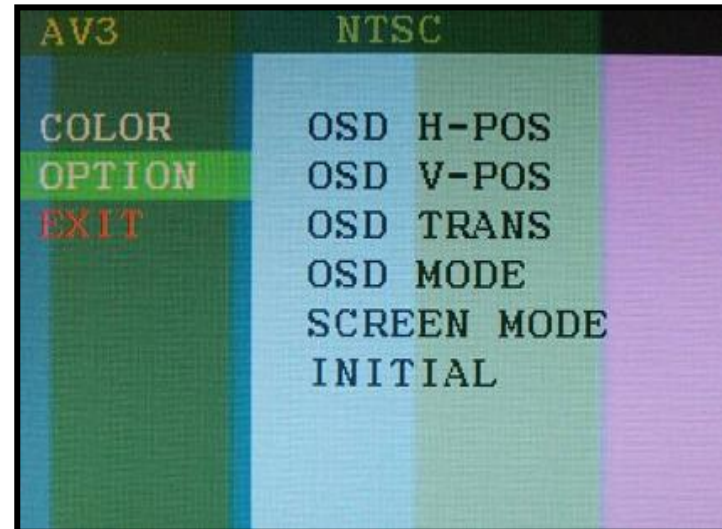 AV3 NTSC
COLOR
OPTION
EXIT
OSD H-POS
OSD V-POS
OSD TRANS
OSD MODE
SCREEN MODE
INITIAL